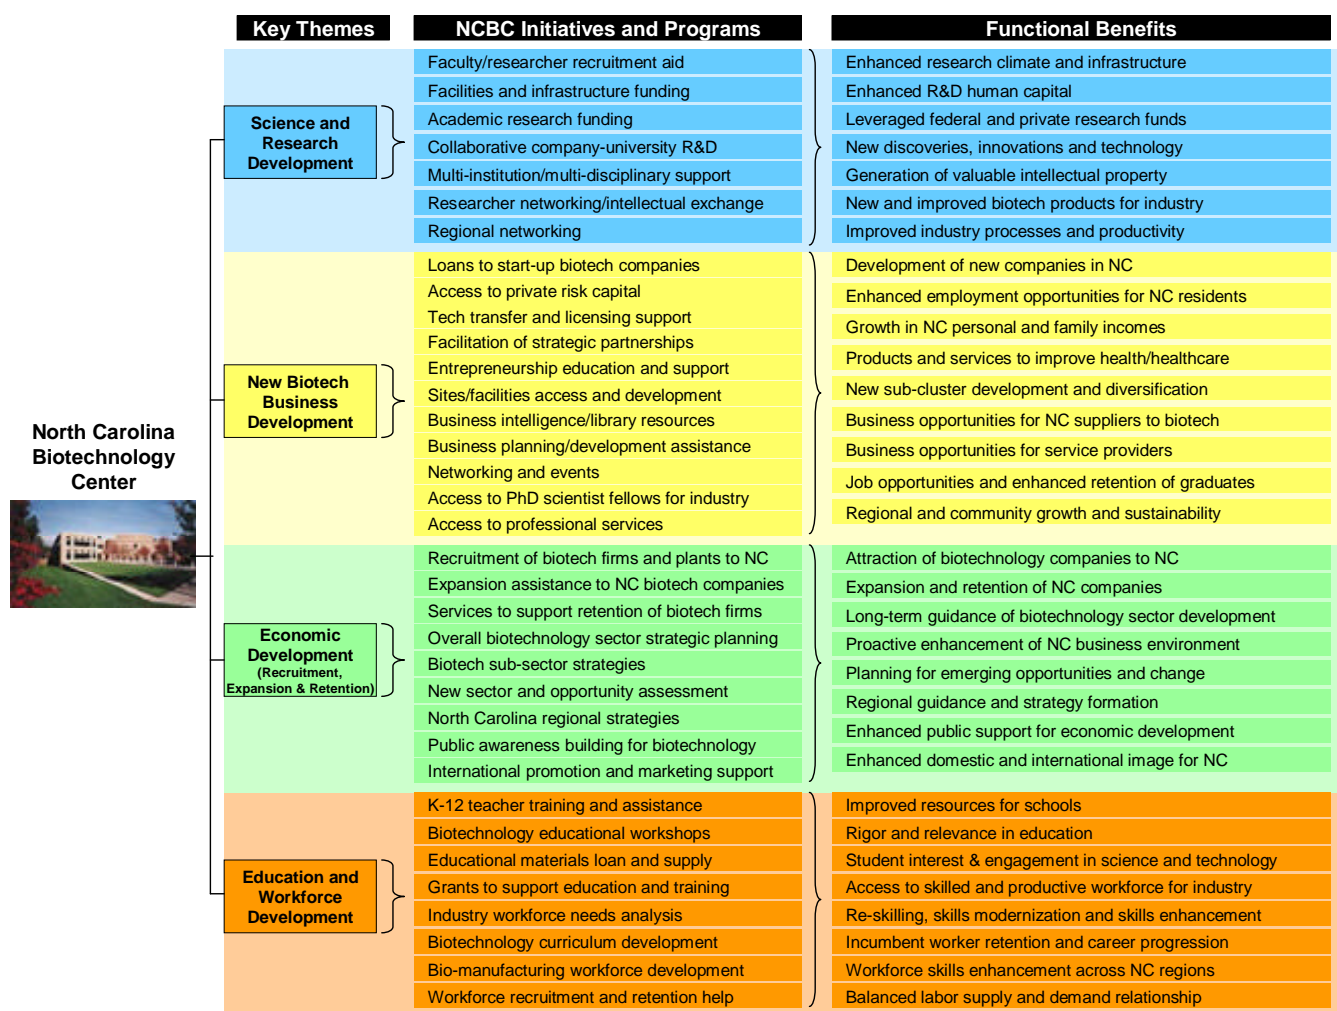 Key Themes
NCBC Initiatives and Programs
Functional Benefits
North Carolina
Biotechnology
Center
Science and
Research
Development
Faculty/researcher recruitment aid
Facilities and infrastructure funding
Academic research funding
Collaborative company-university R&D
Multi-institution/multi-disciplinary support
Researcher networking/intellectual exchange
Regional networking
Enhanced research climate and infrastructure
Enhanced R&D human capital
Leveraged federal and private research funds
New discoveries, innovations and technology
Generation of valuable intellectual property
New and improved biotech products for industry
Improved industry processes and productivity
New Biotech
Business
Development
Loans to start-up biotech companies
Access to private risk capital
Tech transfer and licensing support
Facilitation of strategic partnerships
Entrepreneurship education and support
Sites/facilities access and development
Business intelligence/library resources
Business planning/development assistance
Networking and events
Access to PhD scientist fellows for industry
Access to professional services
Development of new companies in NC
Enhanced employment opportunities for NC residents
Growth in NC personal and family incomes
Products and services to improve health/healthcare
New sub-cluster development and diversification
Business opportunities for NC suppliers to biotech
Business opportunities for service providers
Job opportunities and enhanced retention of graduates
Regional and community growth and sustainability
Economic
Development
(Recruitment,
Expansion & Retention)
Recruitment of biotech firms and plants to NC
Expansion assistance to NC biotech companies
Services to support retention of biotech firms
Overall biotechnology sector strategic planning
Biotech sub-sector strategies
New sector and opportunity assessment
North Carolina regional strategies
Public awareness building for biotechnology
International promotion and marketing support
Attraction of biotechnology companies to NC
Expansion and retention of NC companies
Long-term guidance of biotechnology sector development
Proactive enhancement of NC business environment
Planning for emerging opportunities and change
Regional guidance and strategy formation
Enhanced public support for economic development
Enhanced domestic and international image for NC
Education and
Workforce
Development
K-12 teacher training and assistance
Biotechnology educational workshops
Educational materials loan and supply
Grants to support education and training
Industry workforce needs analysis
Biotechnology curriculum development
Bio-manufacturing workforce development
Workforce recruitment and retention help
Improved resources for schools
Rigor and relevance in education
Student interest & engagement in science and technology
Access to skilled and productive workforce for industry
Re-skilling, skills modernization and skills enhancement
Incumbent worker retention and career progression
Workforce skills enhancement across NC regions
Balanced labor supply and demand relationship